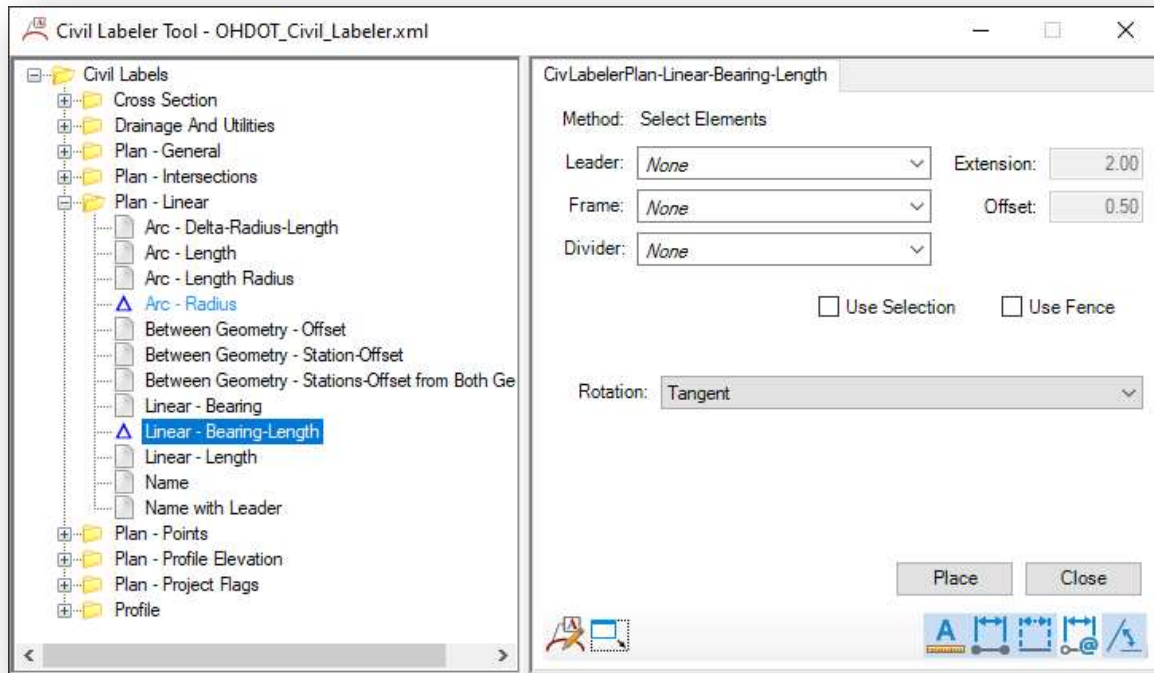 Civil Labeler Tool - OHDOT_Civil_Labeler.xml
Civil Labels
Cross Section
Drainage And Utilities
Plan - General
Plan - Intersections
Plan - Linear
Arc - Delta-Radius-Length
Arc - Length
Arc - Length Radius
Arc - Radius
Between Geometry - Offset
Between Geometry - Station-Offset
Between Geometry - Stations-Offset from Both Ge
Linear - Bearing
Linear - Bearing-Length
Linear - Length
Name
Name with Leader
Plan - Points
Plan - Profile Elevation
Plan - Project Flags
Profile
CivLabelerPlan-Linear-Bearing-Length
Method: Select Elements
Leader: None Extension: 2.00
Frame: None Offset: 0.50
Divider: None
Use Selection Use Fence
Rotation: Tangent
Place Close